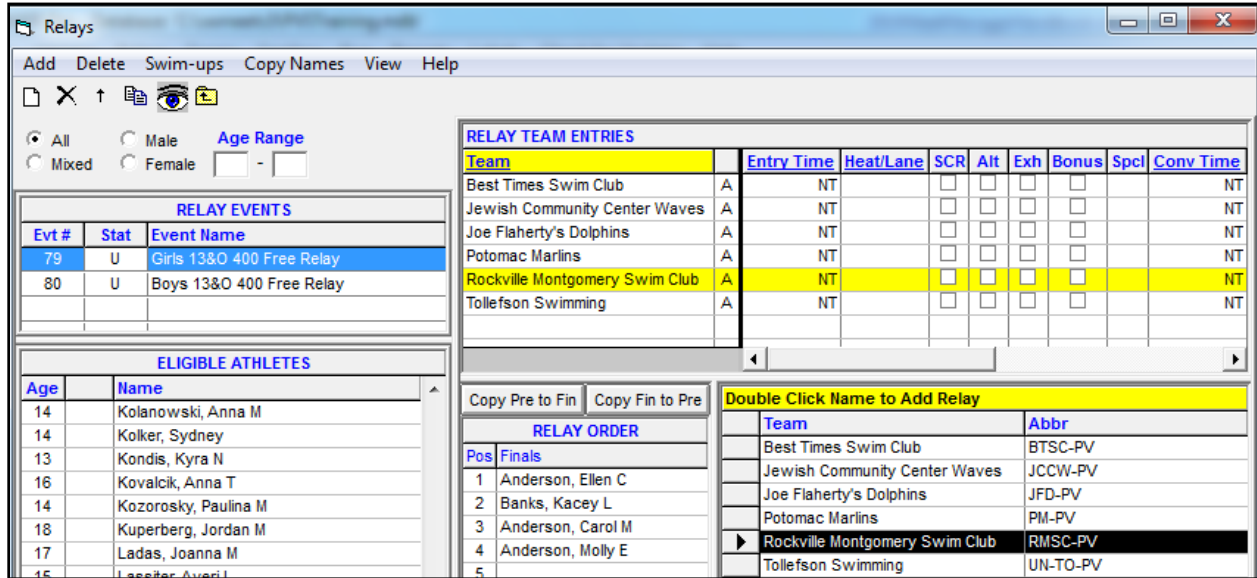 Relays
Add Delete Swim-ups Copy Names View Help
All Male Age Range
Mixed Female -
RELAY EVENTS
Evt # Stat Event Name
79 U Girls 13&O 400 Free Relay
80 U Boys 13&O 400 Free Relay
ELIGIBLE ATHLETES
Age Name
14 Kolanowski, Anna M
14 Kolker, Sydney
13 Kondis, Kyra N
16 Kovalcik, Anna T
14 Kozorosky, Paulina M
18 Kuperberg, Jordan M
17 Ladas, Joanna M
15 Lassiter, Averi L
RELAY TEAM ENTRIES
Team Entry Time Heat/Lane SCR Alt Exh Bonus Spcl Conv Time
Best Times Swim Club A NT NT
Jewish Community Center Waves A NT NT
Joe Flaherty's Dolphins A NT NT
Potomac Marlins A NT NT
Rockville Montgomery Swim Club A NT NT
Tollefson Swimming A NT NT
Copy Pre to Fin Copy Fin to Pre
RELAY ORDER
Pos Finals
1 Anderson, Ellen C
2 Banks, Kacey L
3 Anderson, Carol M
4 Anderson, Molly E
5
Double Click Name to Add Relay
Team Abbr
Best Times Swim Club BTSC-PV
Jewish Community Center Waves JCCW-PV
Joe Flaherty's Dolphins JFD-PV
Potomac Marlins PM-PV
Rockville Montgomery Swim Club RMSC-PV
Tollefson Swimming UN-TO-PV